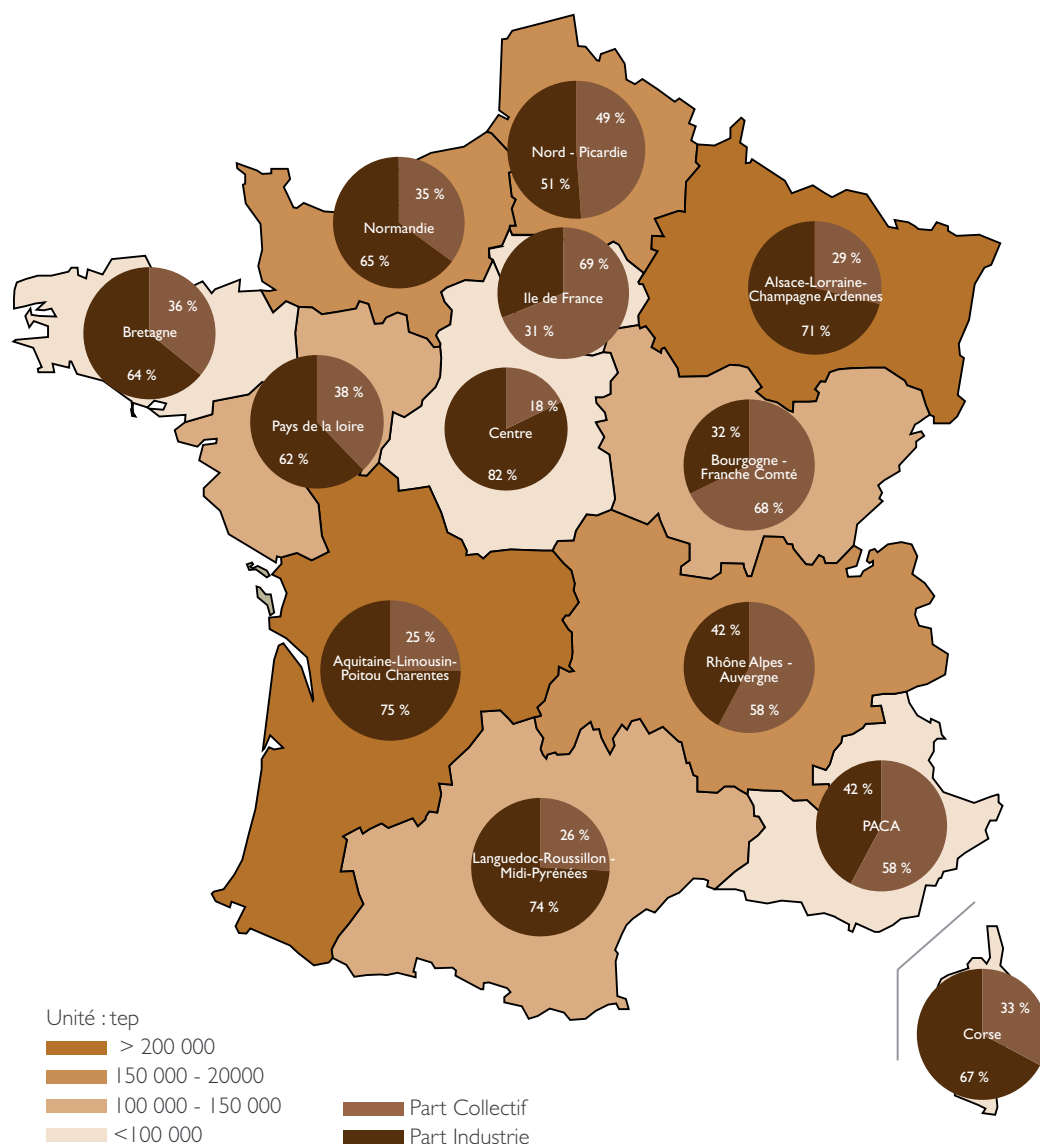 49 %
Nord - Picardie
51 %
35 %
Normandie
65 %
69 %
Ile de France
31 %
29 %
Alsace-Lorraine-
Champagne Ardennes
71 %
36 %
Bretagne
64 %
38 %
Pays de la loire
62 %
18 %
Centre
82 %
32 %
Bourgogne -
Franche Comté
68 %
25 %
Aquitaine-Limousin-
Poitou Charentes
75 %
42 %
Rhône Alpes -
Auvergne
58 %
42 %
PACA
58 %
26 %
Languedoc-Roussillon -
Midi-Pyrénées
74 %
33 %
Corse
67 %
Unité : tep
> 200 000
150 000 - 20000
100 000 - 150 000
<100 000
Part Collectif
Part Industrie